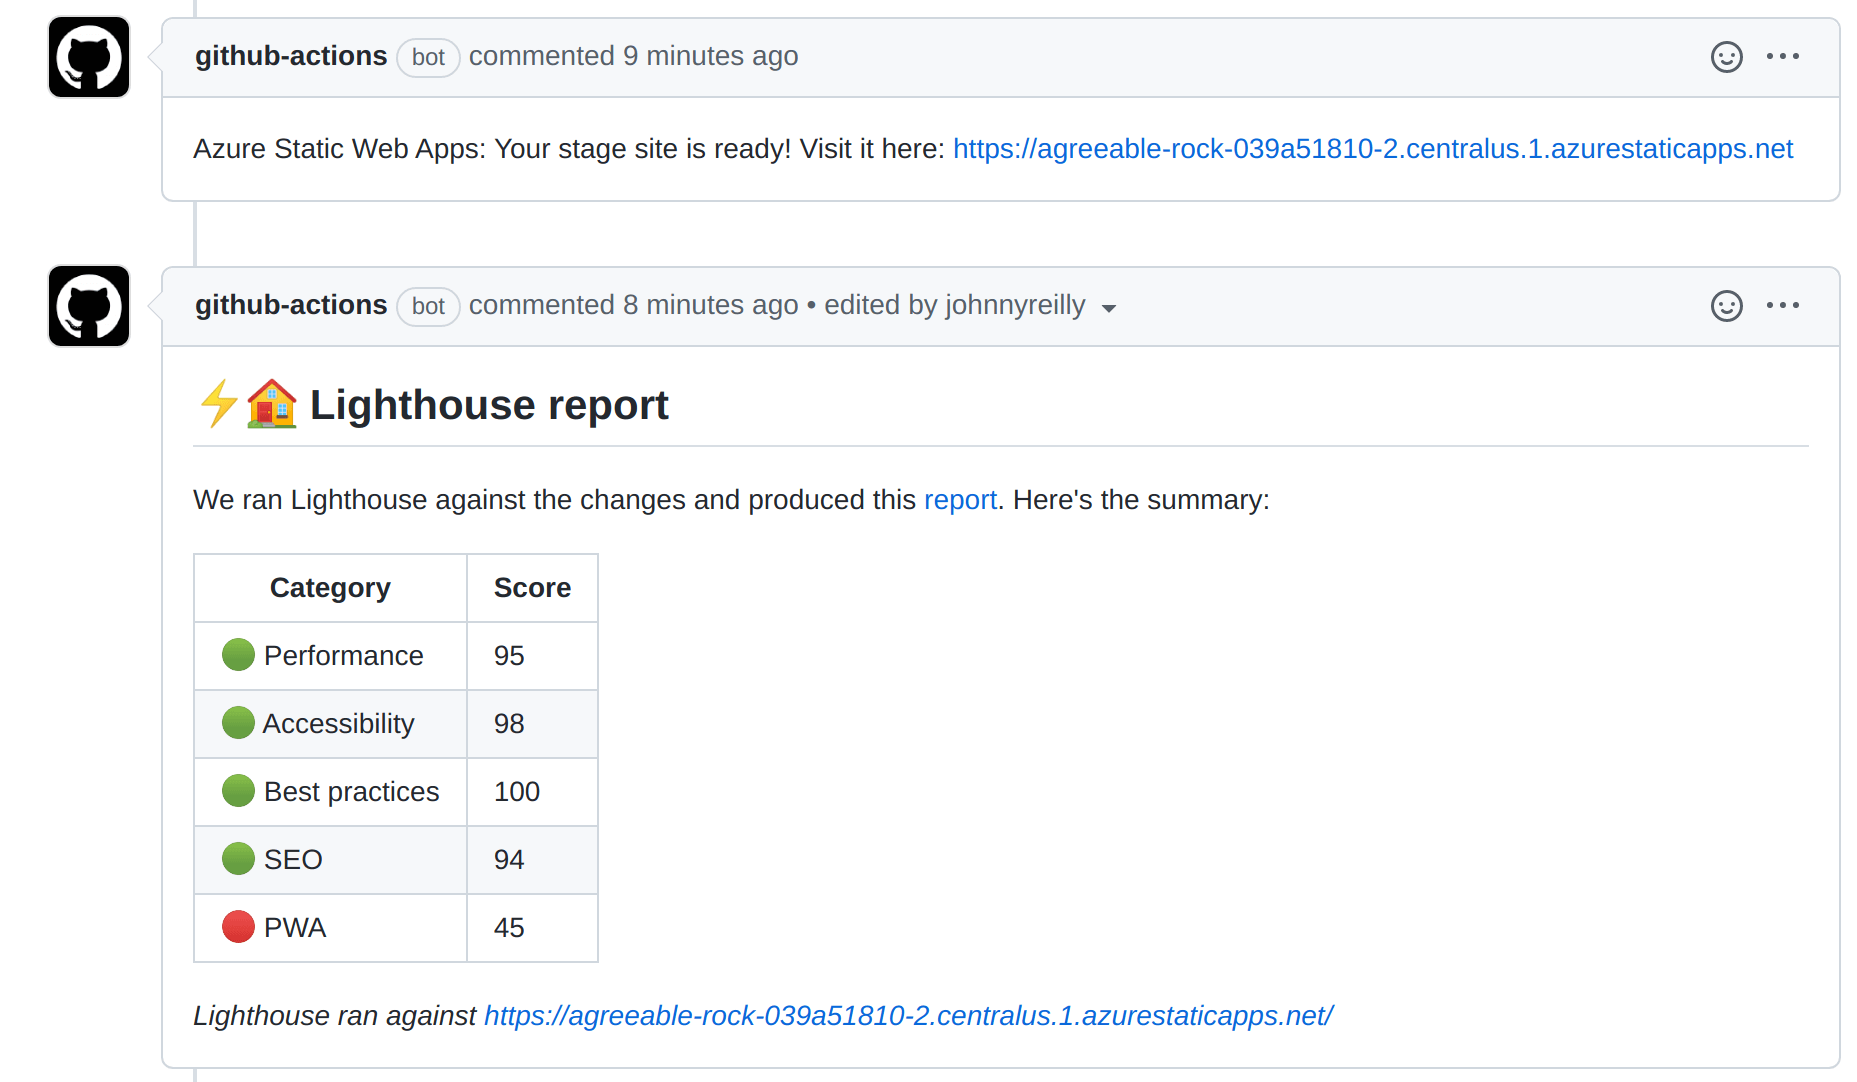 github-actions bot commented 9 minutes ago
Azure Static Web Apps: Your stage site is ready! Visit it here: https://agreeable-rock-039a51810-2.centralus.1.azurestaticapps.net
github-actions bot commented 8 minutes ago • edited by johnnyreilly
⚡🏠 Lighthouse report
We ran Lighthouse against the changes and produced this report. Here's the summary:
Category Score
🟢 Performance 95
🟢 Accessibility 98
🟢 Best practices 100
🟢 SEO 94
🔴 PWA 45
Lighthouse ran against https://agreeable-rock-039a51810-2.centralus.1.azurestaticapps.net/